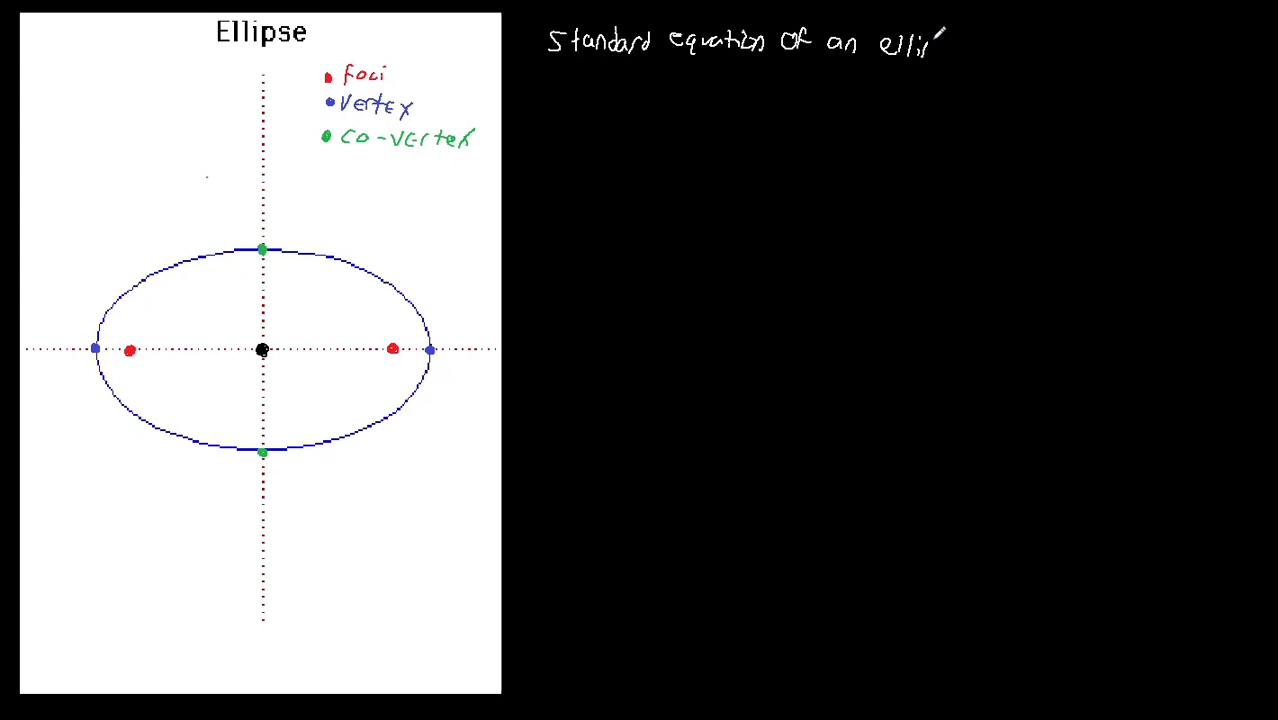 Ellipse
foci
vertex
co-vertex
Standard equation of an elli